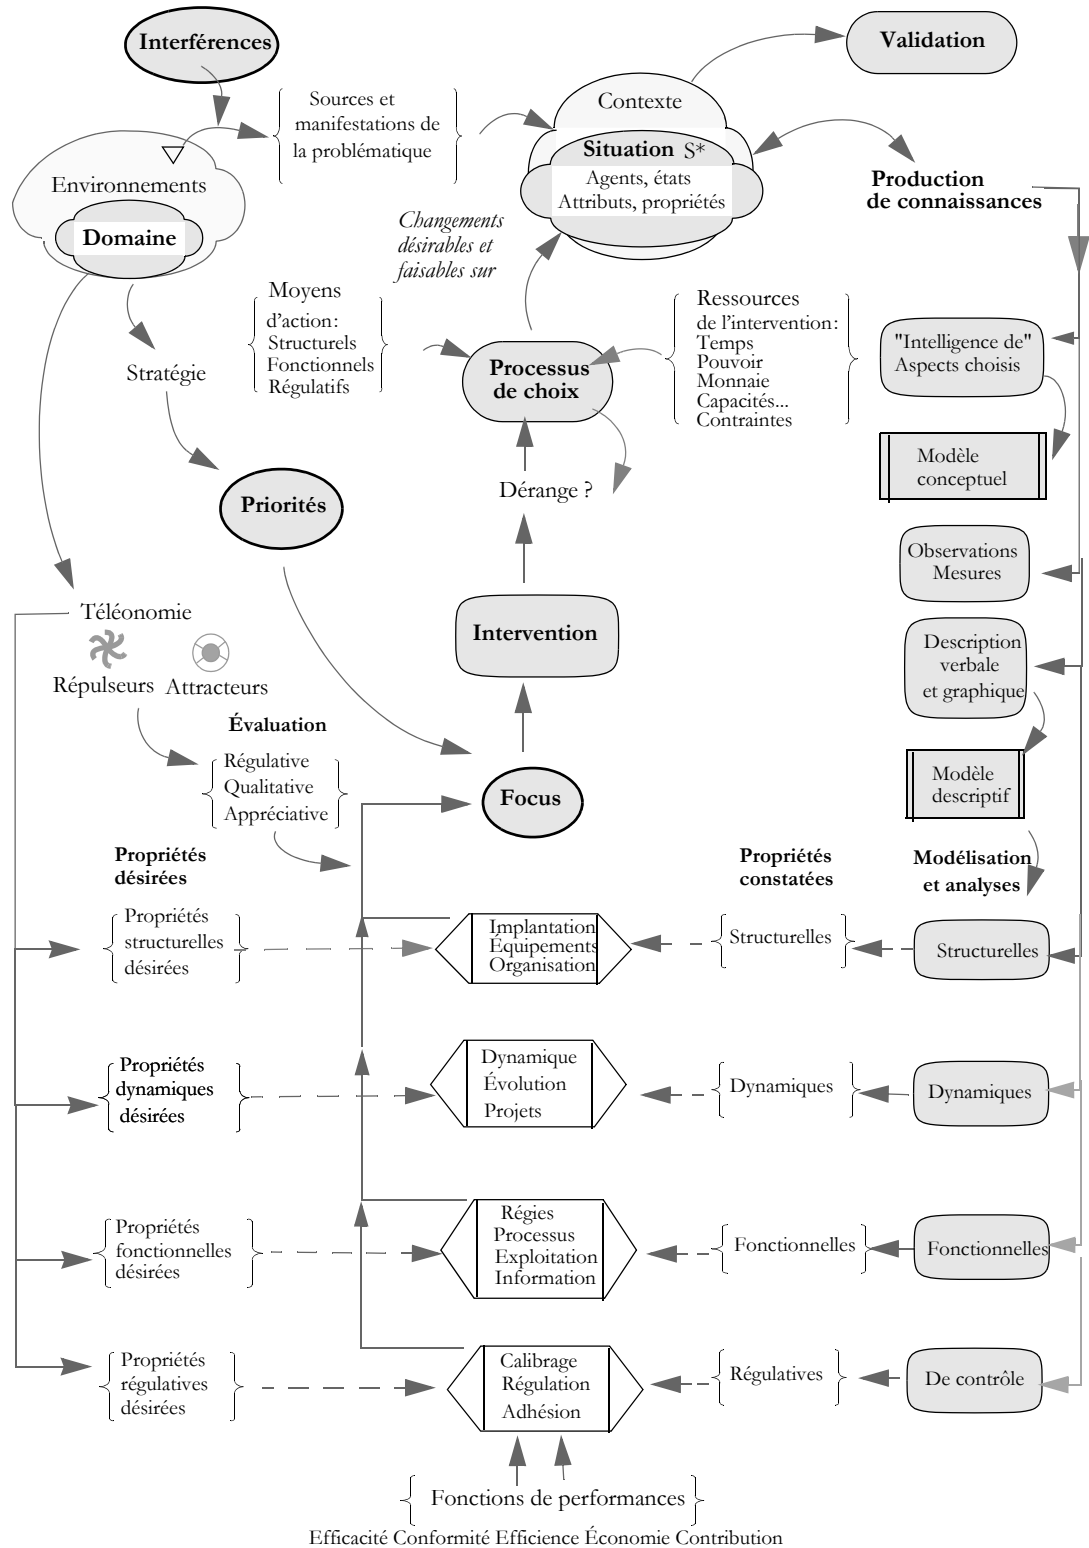 Interférences
Validation
Sources et
manifestations de
la problématique
Contexte
Situation S*
Agents, états
Attributs, propriétés
Environnements
Domaine
Production
de connaissances
Changements
désirables et
faisables sur
Moyens
d'action:
Structurels
Fonctionnels
Régulatifs
Stratégie
Processus
de choix
Ressources
de l'intervention:
Temps
Pouvoir
Monnaie
Capacités...
Contraintes
"Intelligence de"
Aspects choisis
Modèle
conceptuel
Dérange ?
Priorités
Observations
Mesures
Téléonomie
Répulseurs
Attracteurs
Intervention
Description
verbale
et graphique
Évaluation
Régulative
Qualitative
Appréciative
Focus
Modèle
descriptif
Propriétés
désirées
Propriétés
constatées
Modélisation
et analyses
Propriétés
structurelles
désirées
Implantation
Équipements
Organisation
Structurelles
Structurelles
Propriétés
dynamiques
désirées
Dynamique
Évolution
Projets
Dynamiques
Dynamiques
Propriétés
fonctionnelles
désirées
Régies
Processus
Exploitation
Information
Fonctionnelles
Fonctionnelles
Propriétés
régulatives
désirées
Calibrage
Régulation
Adhésion
Régulatives
De contrôle
Fonctions de performances
Efficacité Conformité Efficience Économie Contribution